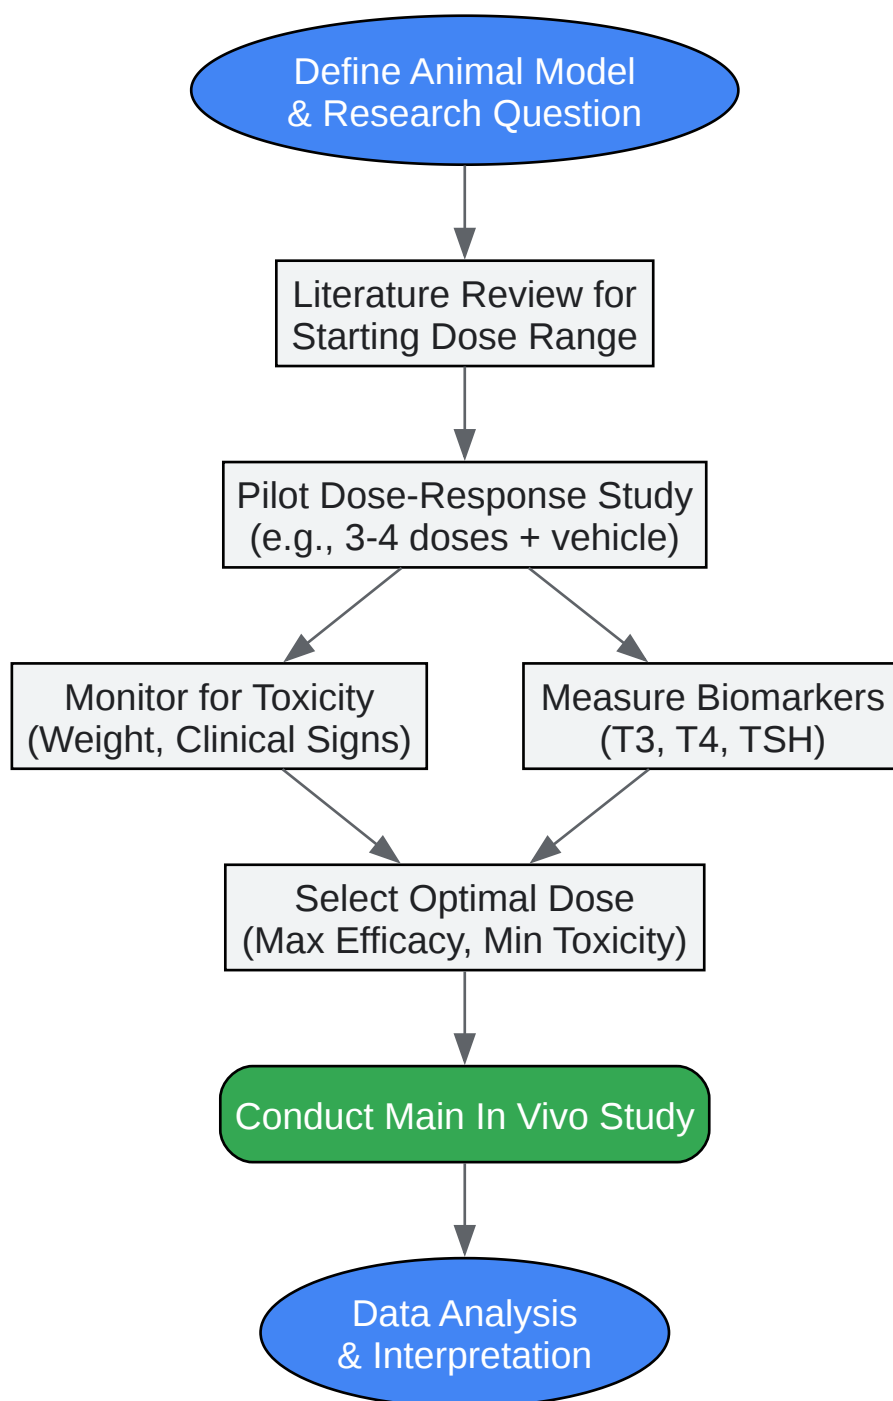 Define Animal Model
& Research Question
Literature Review for
Starting Dose Range
Pilot Dose-Response Study
(e.g., 3-4 doses + vehicle)
Monitor for Toxicity
(Weight, Clinical Signs)
Measure Biomarkers
(T3, T4, TSH)
Select Optimal Dose
(Max Efficacy, Min Toxicity)
Conduct Main In Vivo Study
Data Analysis
& Interpretation